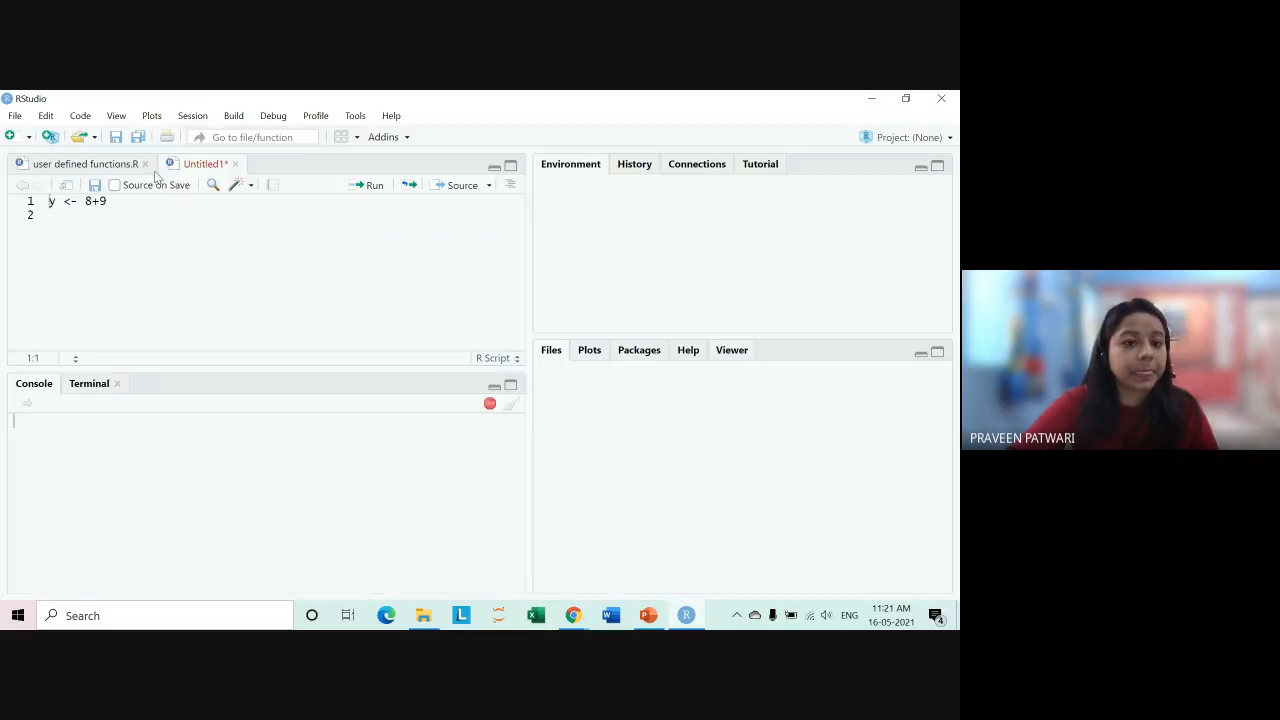 RStudio
File Edit Code View Plots Session Build Debug Profile Tools Help
Go to file/function Addins Project: (None)
user defined functions.R Untitled1*
Source on Save Run Source
1 y <- 8+9
2
1:1 R Script
Console Terminal
Environment History Connections Tutorial
Files Plots Packages Help Viewer
PRAVEEN PATWARI
Search ENG 11:21 AM
16-05-2021 4